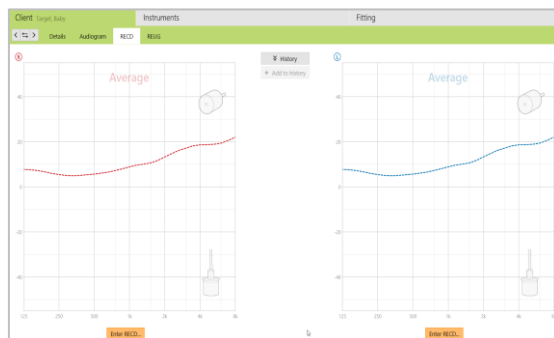 Client Target, Baby Instruments Fitting
Details Audiogram RECD REUG
R
Average
History
Add to history
L
Average
40
20
0
-20
-40
125 250 500 1k 2k 4k 8k
40
20
0
-20
-40
125 250 500 1k 2k 4k 8k
Enter RECD...
Enter RECD...